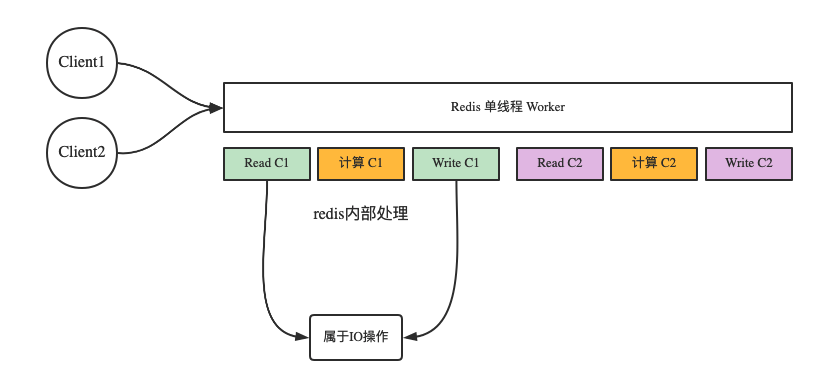 Client1
Redis 单线程 Worker
Client2
Read C1
计算 C1
Write C1
Read C2
计算 C2
Write C2
redis内部处理
属于IO操作